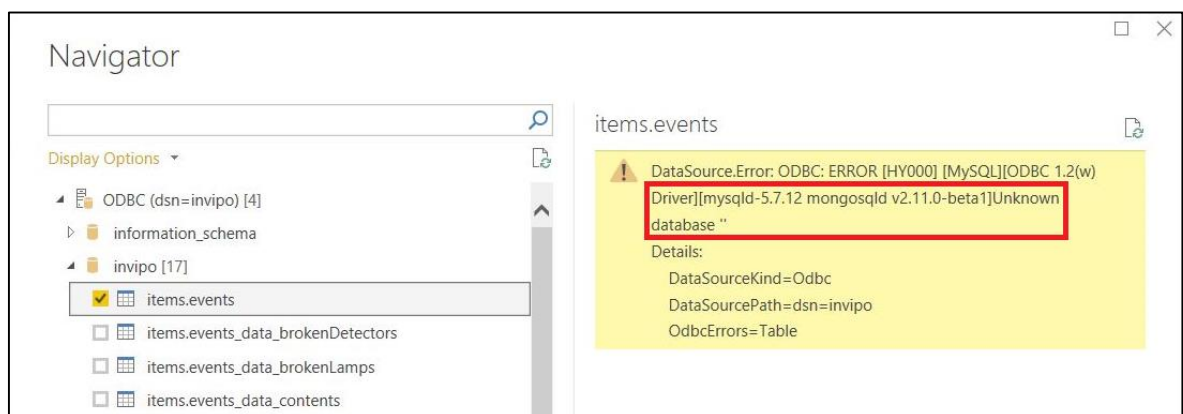 Navigator
Display Options
ODBC (dsn=invipo) [4]
information_schema
invipo [17]
items.events
items.events_data_brokenDetectors
items.events_data_brokenLamps
items.events_data_contents
items.events
DataSource.Error: ODBC: ERROR [HY000] [MySQL][ODBC 1.2(w)
Driver][mysqld-5.7.12 mongosqld v2.11.0-beta1]Unknown
database ''
Details:
DataSourceKind=Odbc
DataSourcePath=dsn=invipo
OdbcErrors=Table